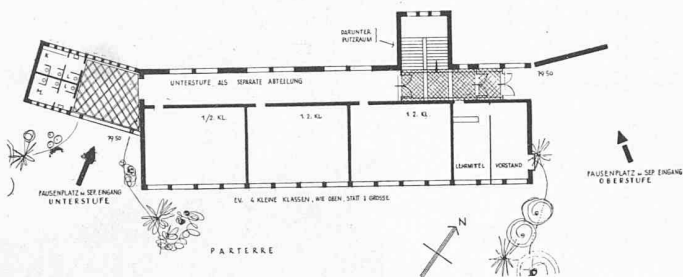 DARUNTER
PUTZRAUM
UNTERSTUFE ALS SEPARATE ABTEILUNG
79.50
1./2. KL.
1. 2. KL.
1. 2. KL.
LEHRMITTEL
VORSTAND
79.50
PAUSENPLATZ u. SEP. EINGANG
UNTERSTUFE
PAUSENPLATZ u. SEP. EINGANG
OBERSTUFE
EV. 4 KLEINE KLASSEN, WIE OBEN, STATT 3 GROSSE
N
PARTERRE